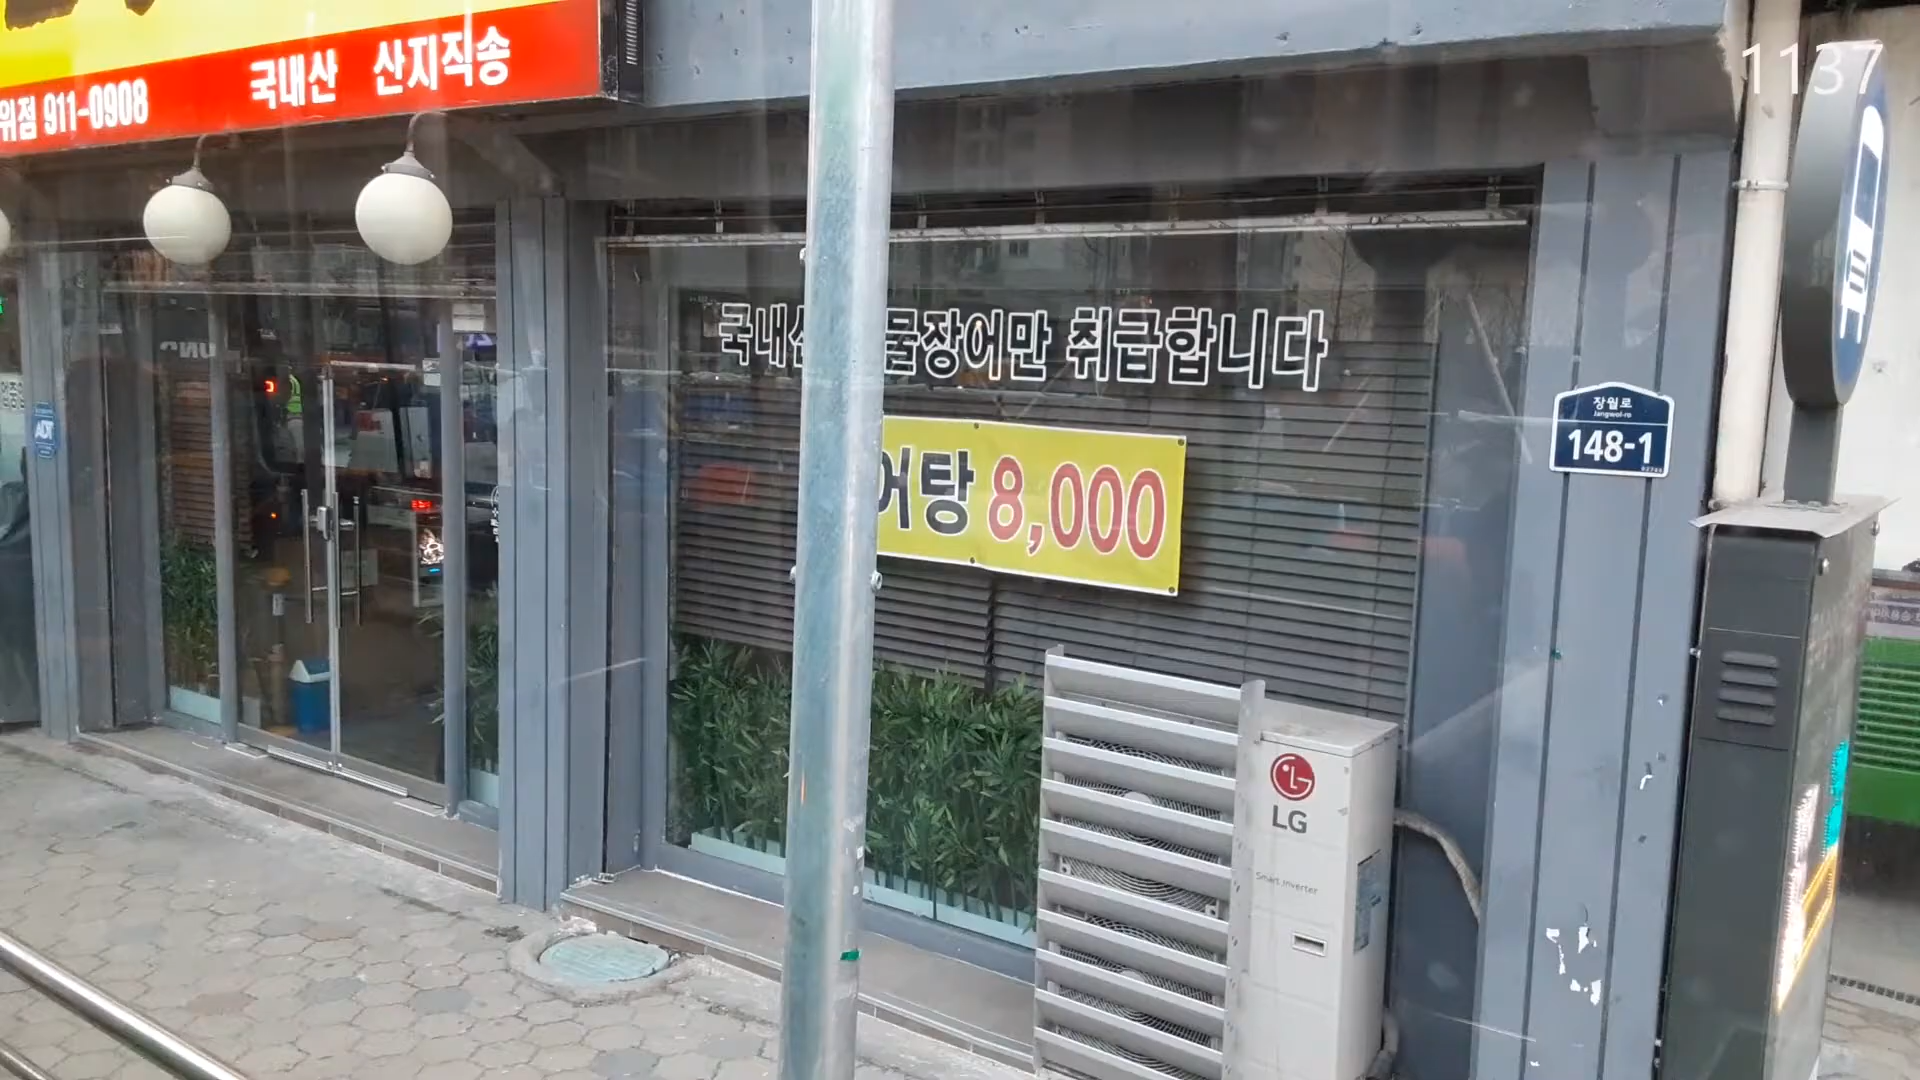 국내산 산지직송
위점 911-0908
1137
국내산 물장어만 취급합니다
어탕 8,000
장월로
Jangwol-ro
148-1
02766
ADT
LG
Smart Inverter